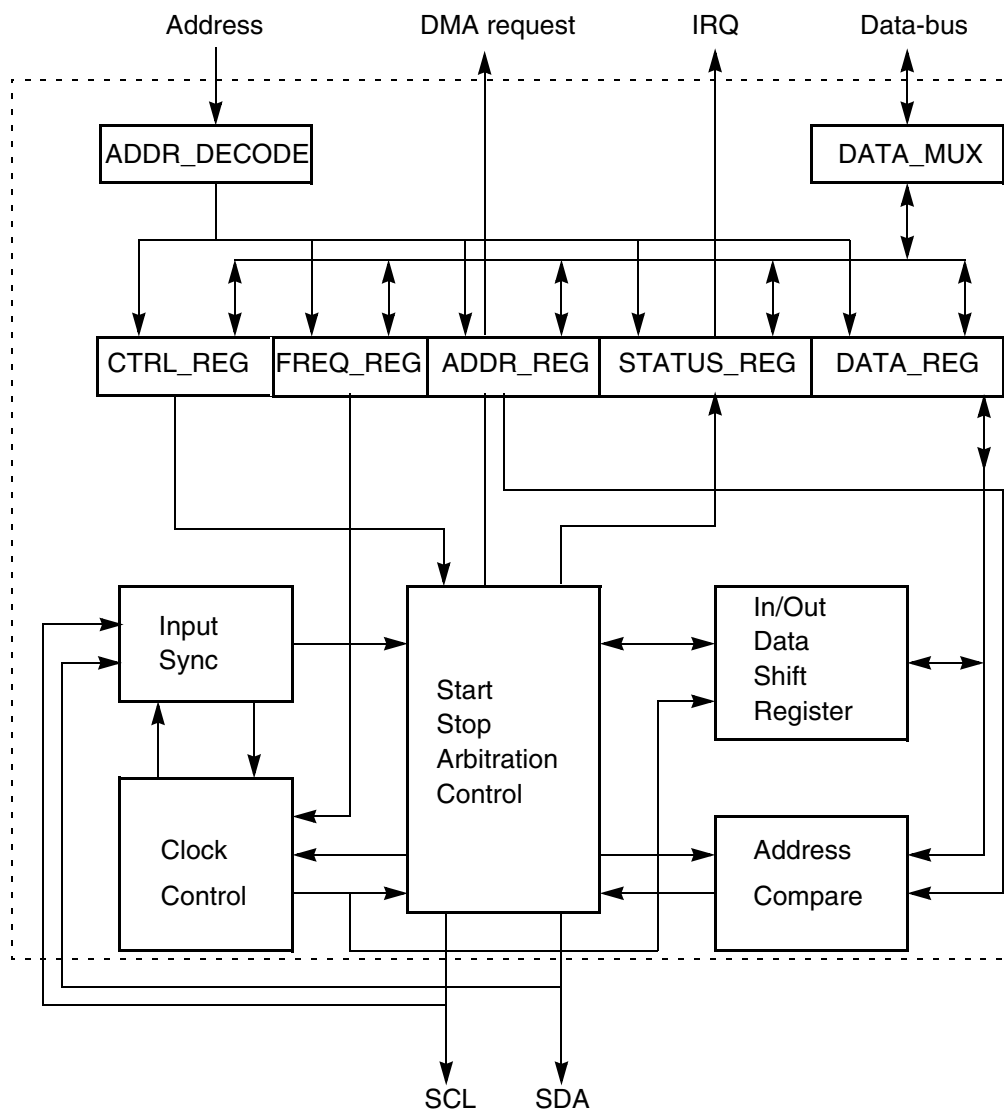 Address
DMA request
IRQ
Data-bus
ADDR_DECODE
DATA_MUX
CTRL_REG
FREQ_REG
ADDR_REG
STATUS_REG
DATA_REG
Input
Sync
Start
Stop
Arbitration
Control
In/Out
Data
Shift
Register
Clock
Control
Address
Compare
SCL
SDA